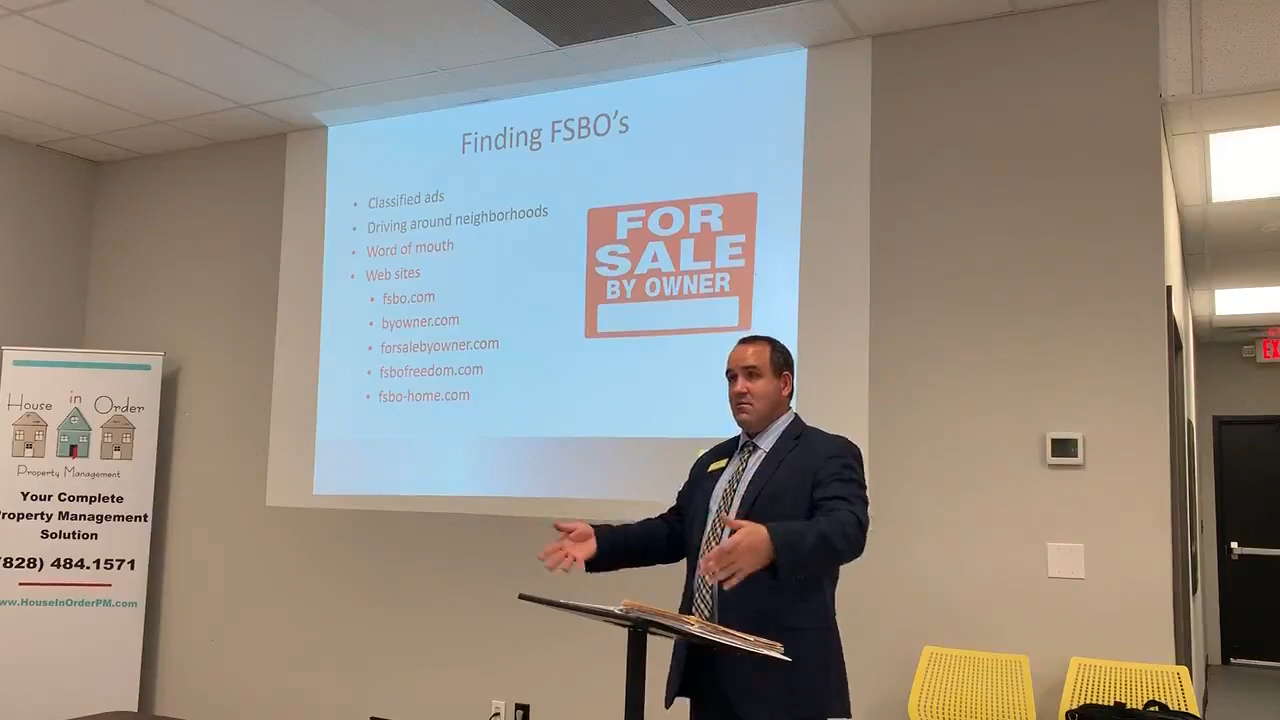 Finding FSBO's
• Classified ads
• Driving around neighborhoods
• Word of mouth
• Web sites
• fsbo.com
• byowner.com
• forsalebyowner.com
• fsbofreedom.com
• fsbo-home.com
FOR
SALE
BY OWNER
House in Order
Property Management
Your Complete
Property Management
Solution
(828) 484.1571
www.HouseInOrderPM.com
EX